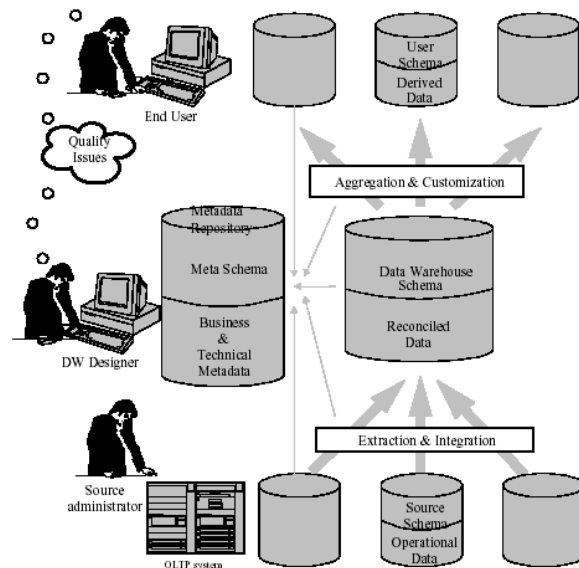 User
Schema
Derived
Data
End User
Quality
Issues
Aggregation & Customization
Metadata
Repository
Meta Schema
Data Warehouse
Schema
Business
&
Technical
Metadata
Reconciled
Data
DW Designer
Extraction & Integration
Source
administrator
Source
Schema
Operational
Data
OLTP system